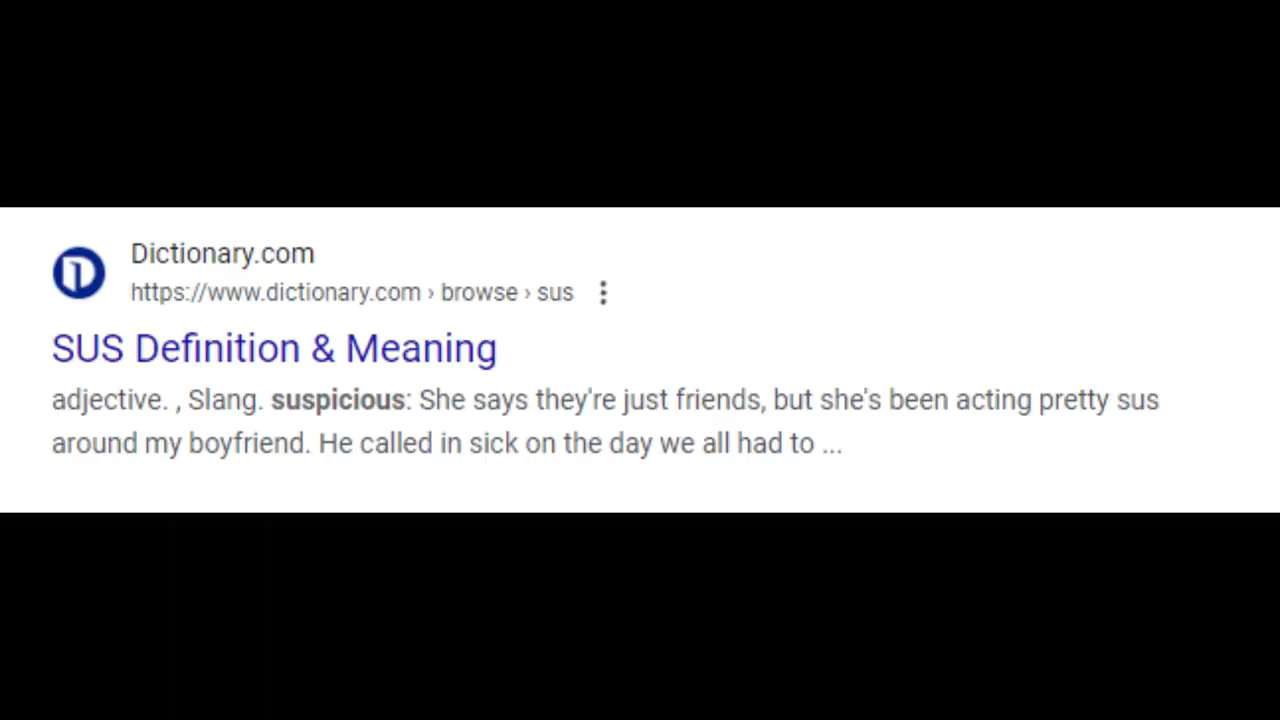 Dictionary.com
https://www.dictionary.com › browse › sus
SUS Definition & Meaning
adjective. , Slang. suspicious: She says they're just friends, but she's been acting pretty sus
around my boyfriend. He called in sick on the day we all had to ...